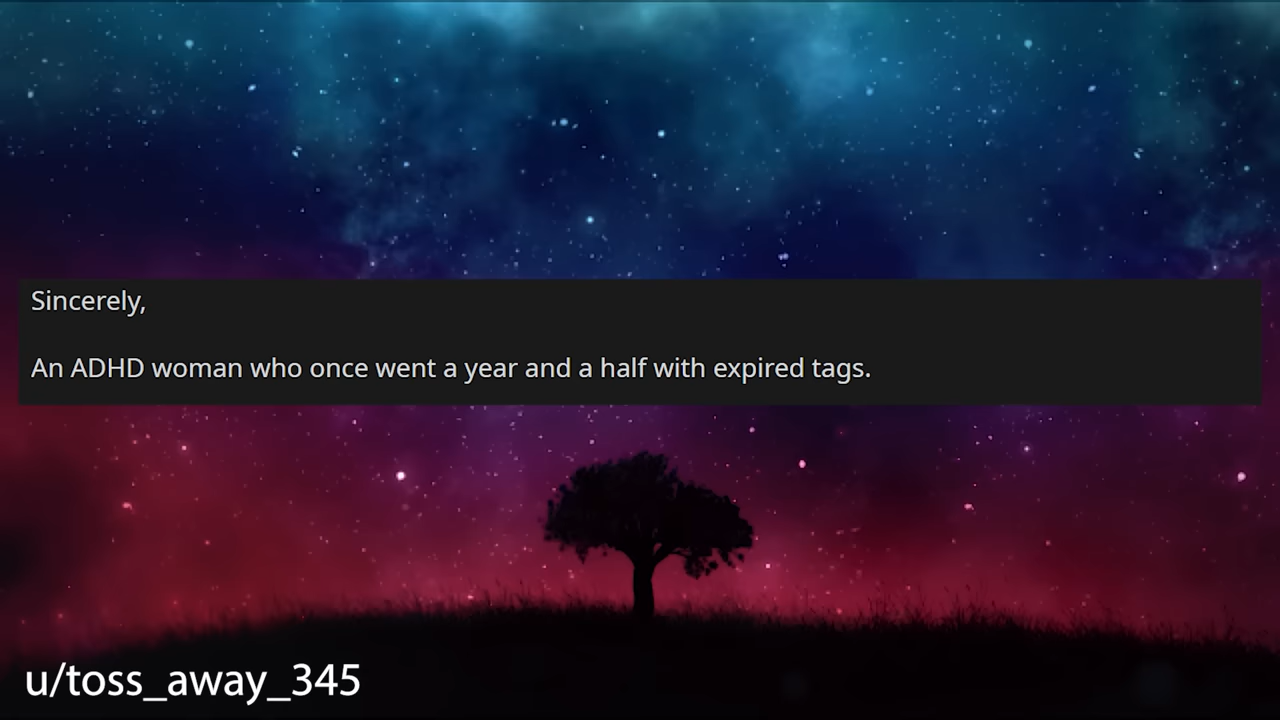 Sincerely,
An ADHD woman who once went a year and a half with expired tags.
u/toss_away_345